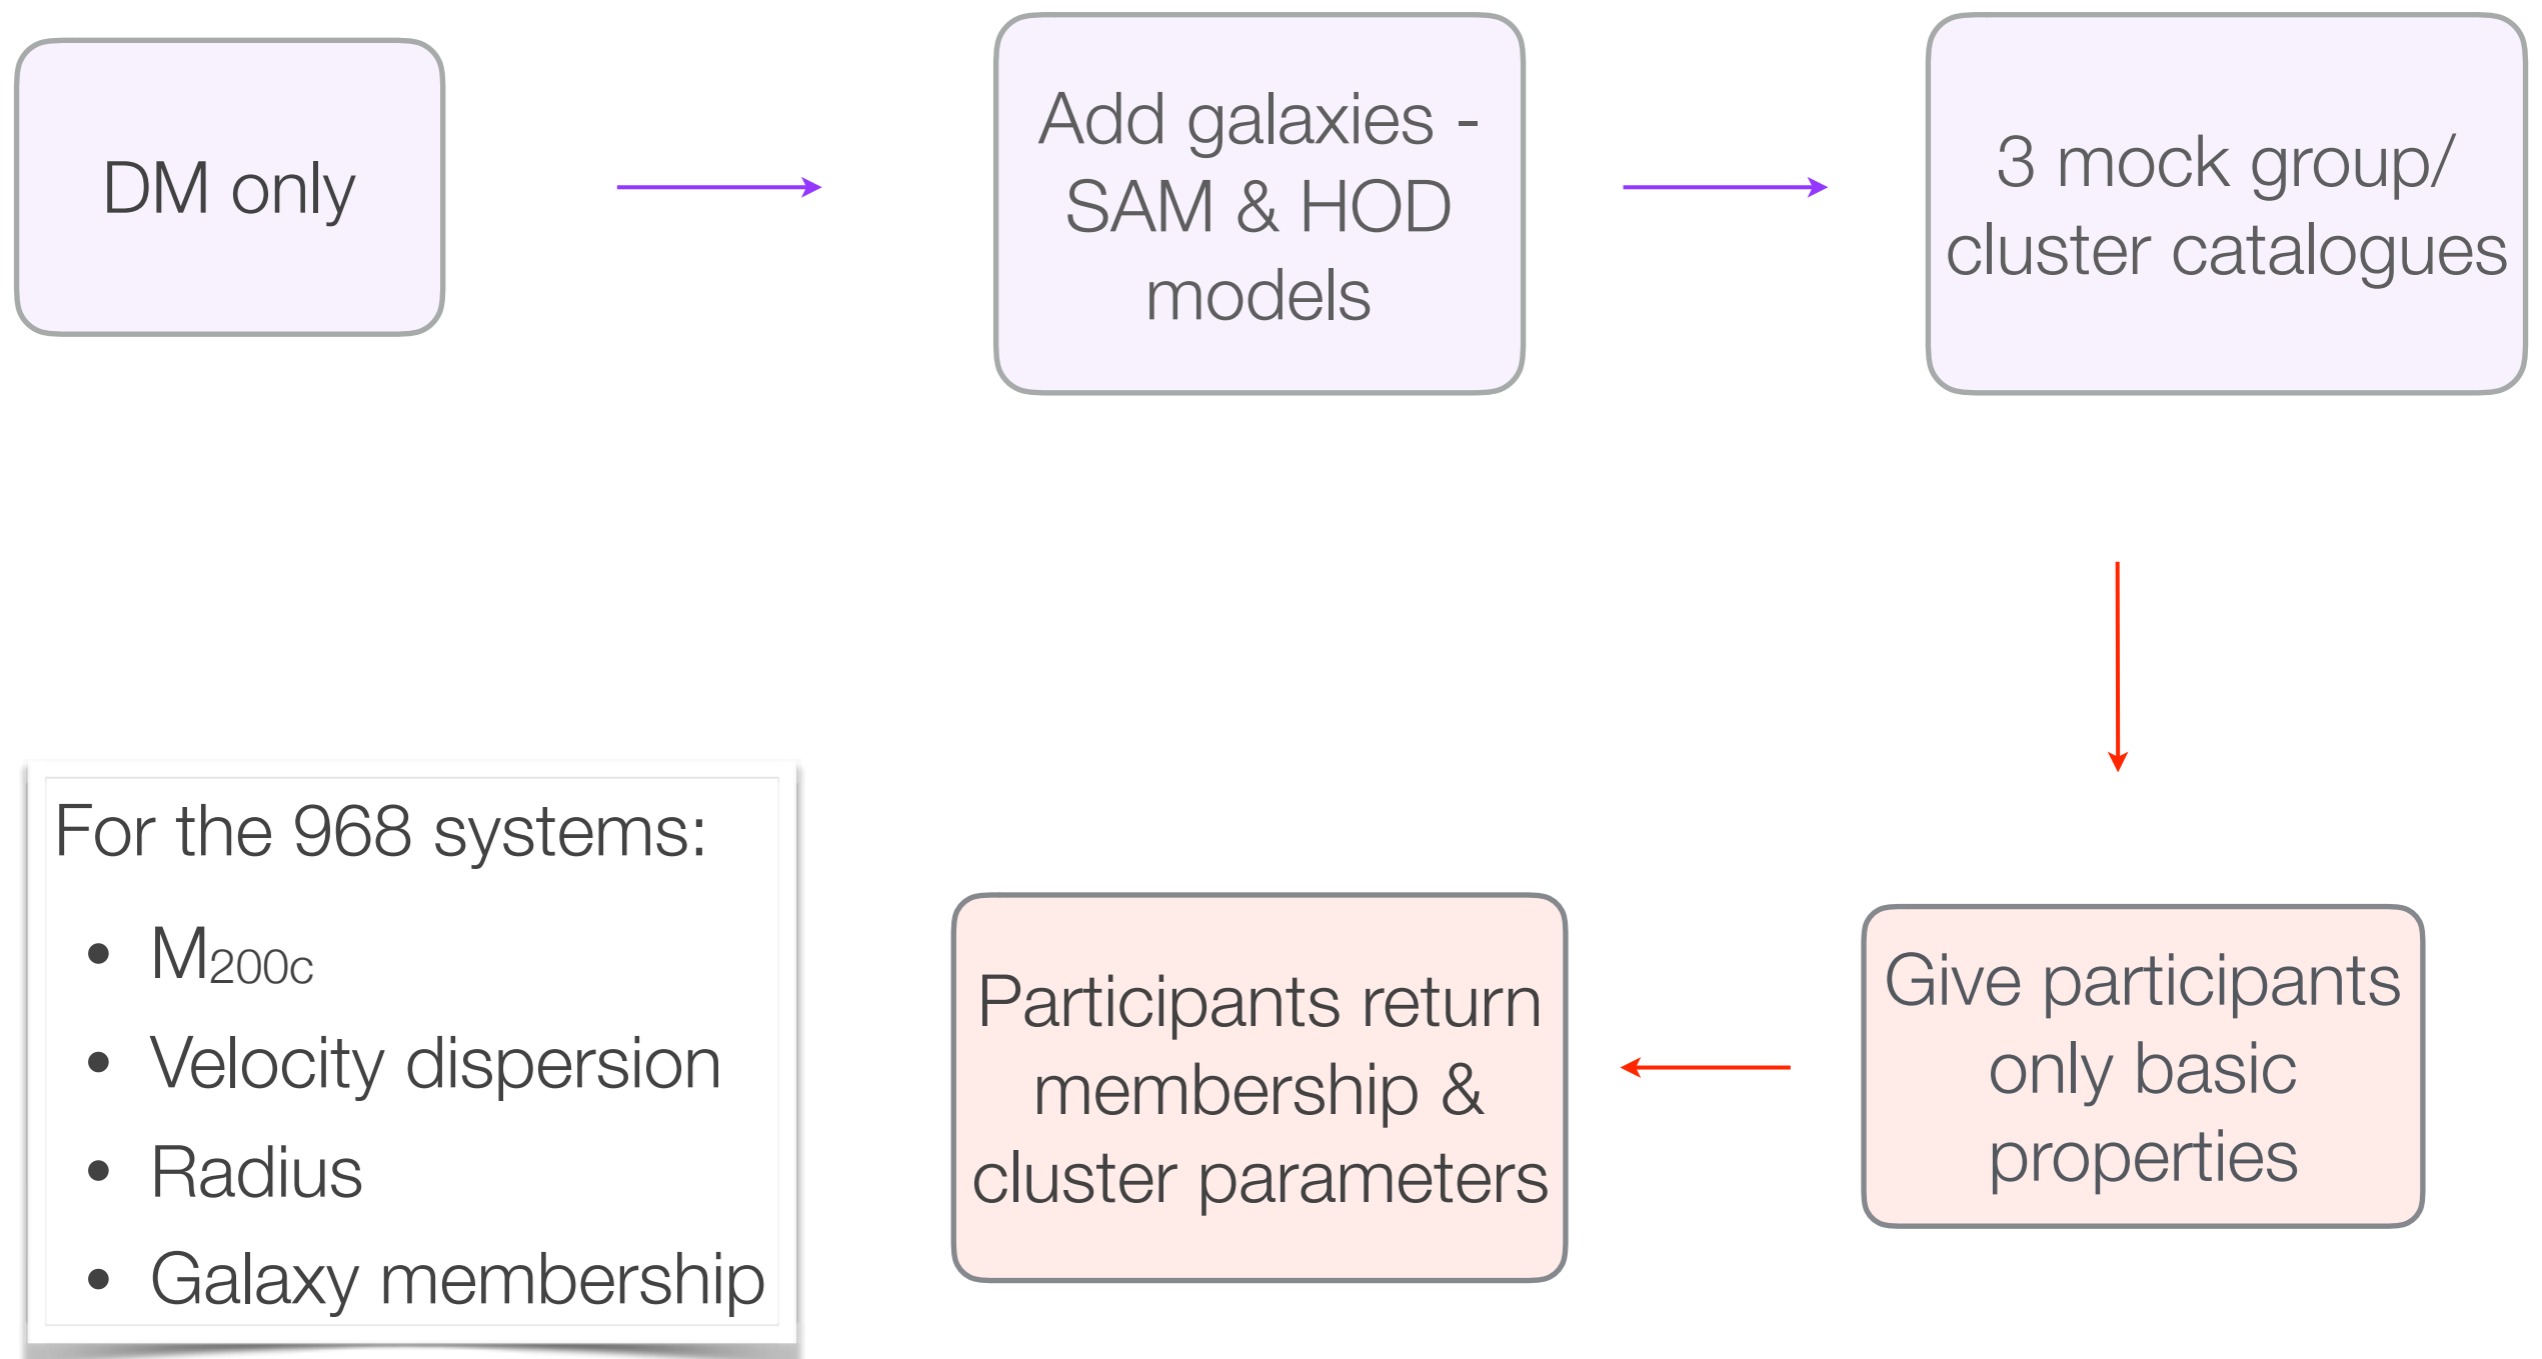 DM only
Add galaxies -
SAM & HOD
models
3 mock group/
cluster catalogues
Give participants
only basic
properties
Participants return
membership &
cluster parameters
For the 968 systems:
• M200c
• Velocity dispersion
• Radius
• Galaxy membership